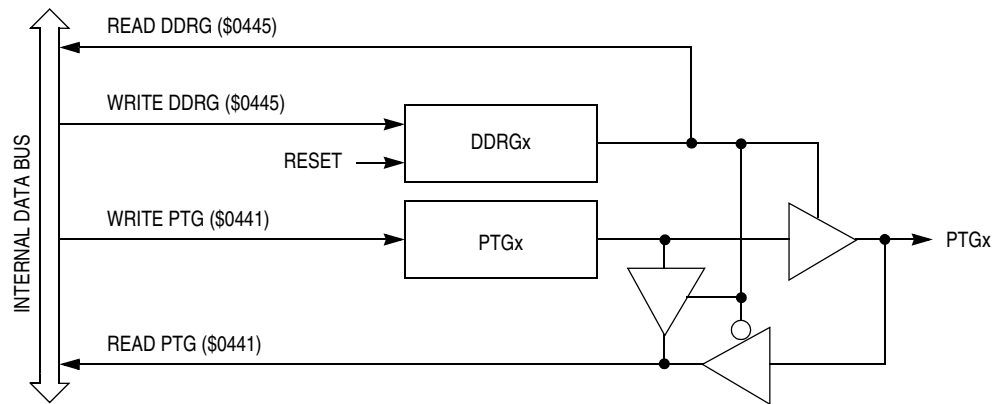 READ DDRG ($0445)
WRITE DDRG ($0445)
DDRGx
RESET
INTERNAL DATA BUS
WRITE PTG ($0441)
PTGx
PTGx
READ PTG ($0441)